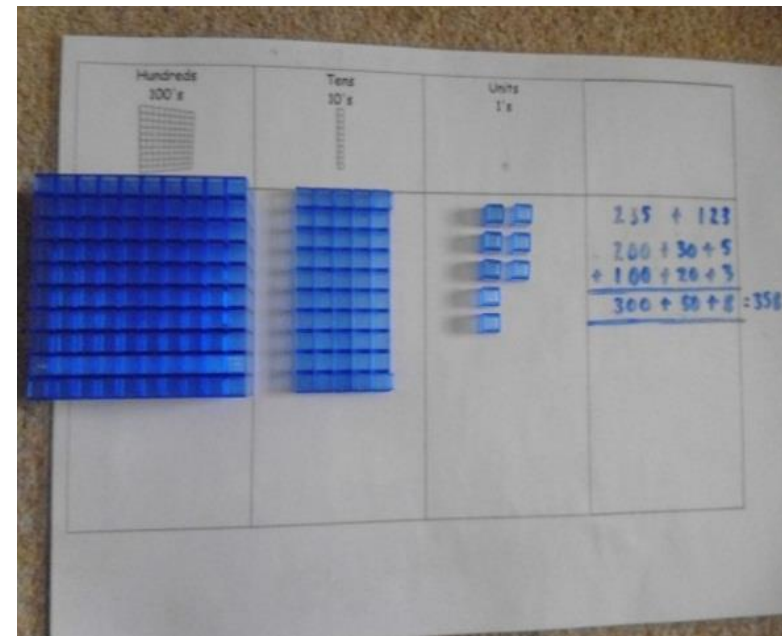 Hundreds
100's
Tens
10's
Units
1's
235 + 123
200 + 30 + 5
+ 100 + 20 + 3
300 + 50 + 8 = 358